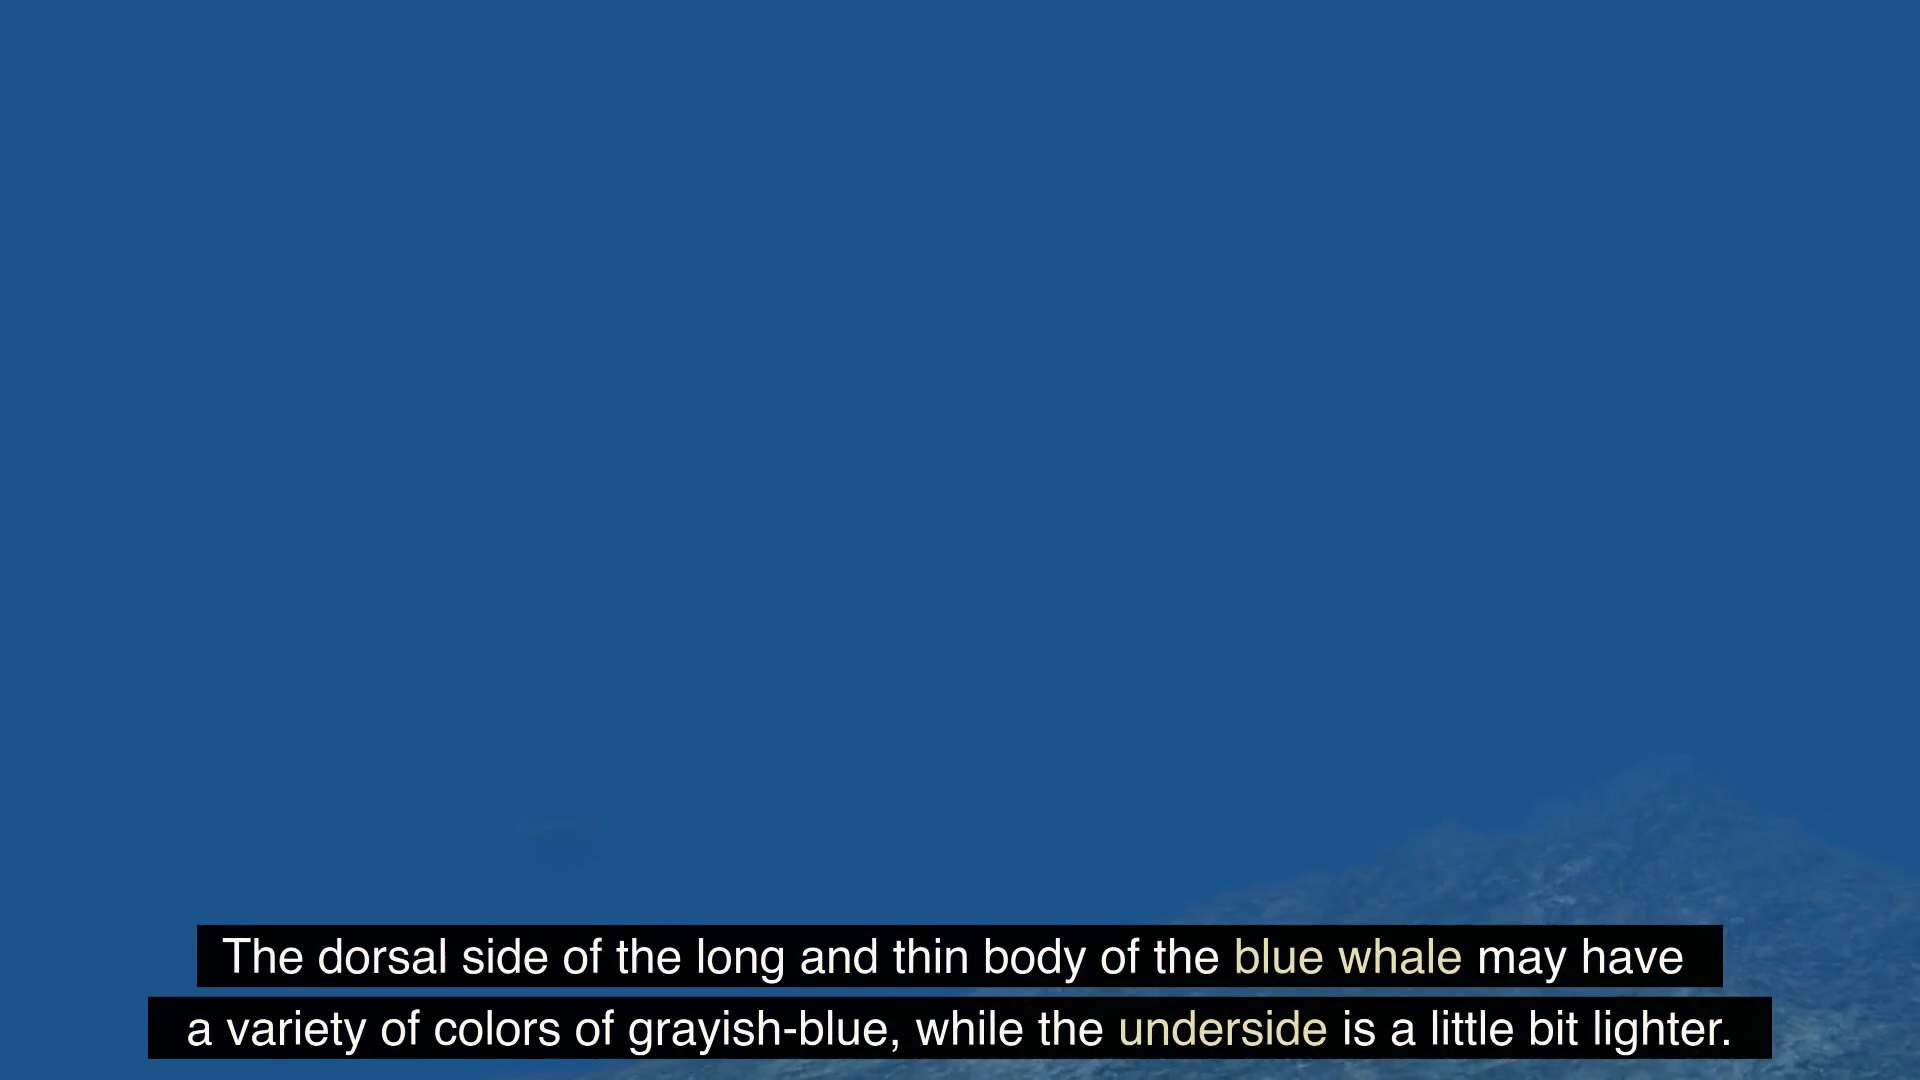 The dorsal side of the long and thin body of the blue whale may have
a variety of colors of grayish-blue, while the underside is a little bit lighter.